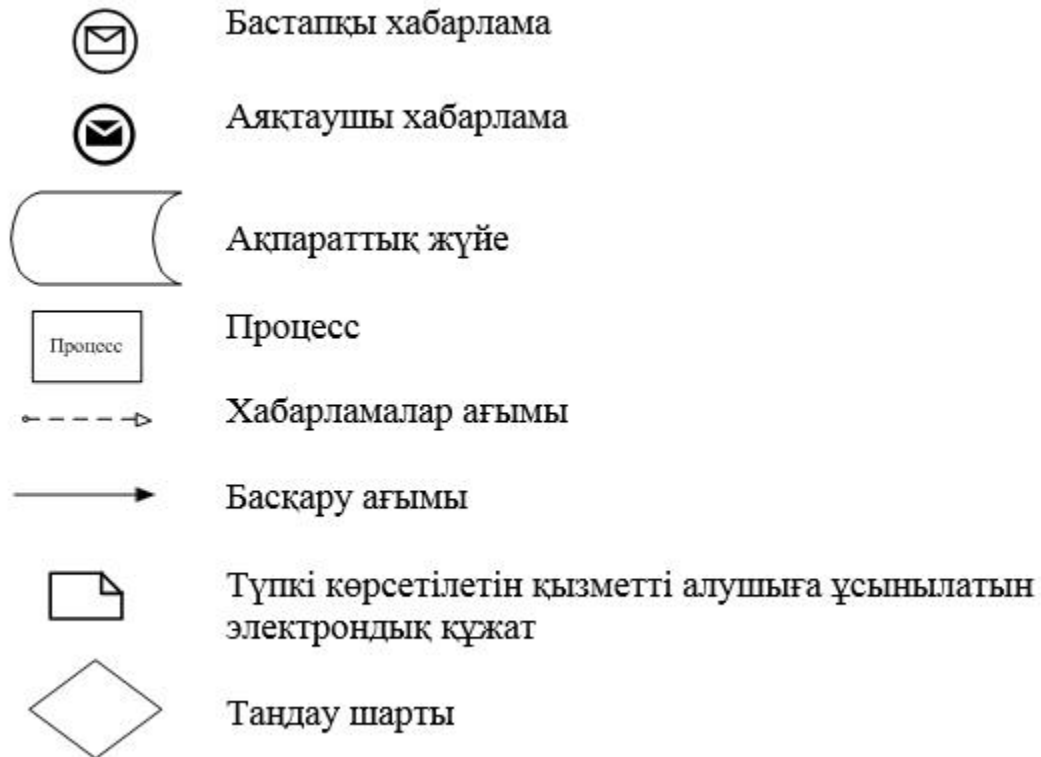 Бастапқы хабарлама
Аяқтаушы хабарлама
Ақпараттық жүйе
Процесс
Процесс
Хабарламалар ағымы
Басқару ағымы
Түпкі көрсетілетін қызметті алушыға ұсынылатын
электрондық құжат
Таңдау шарты